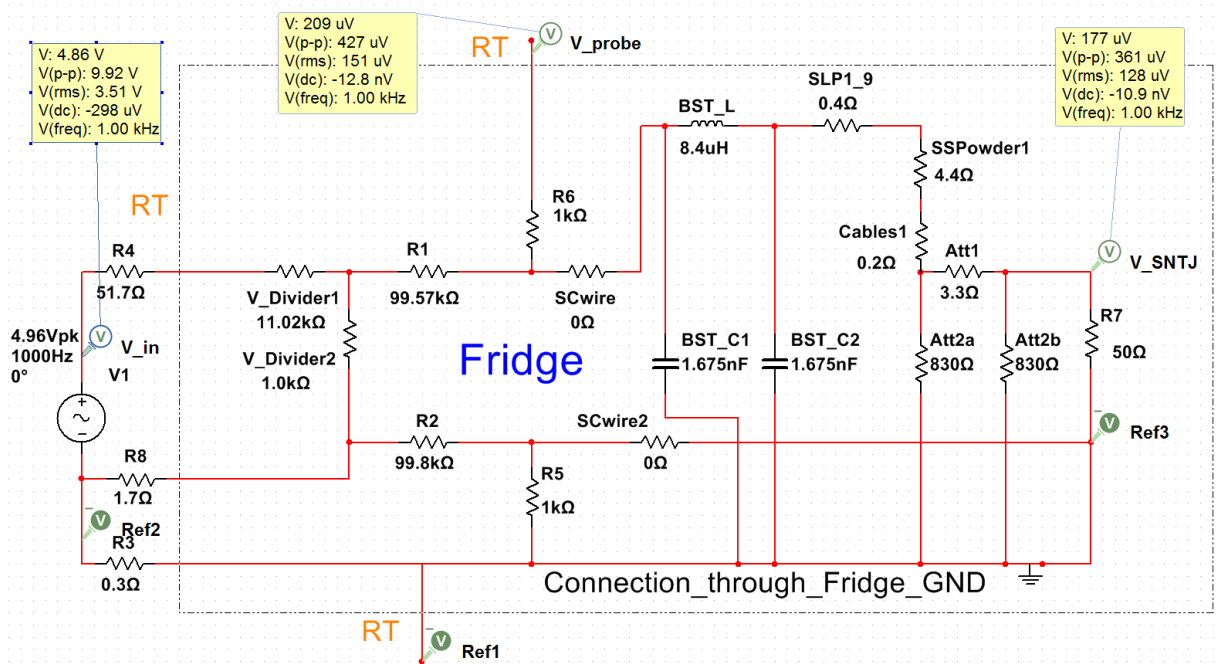 V: 4.86 V
V(p-p): 9.92 V
V(rms): 3.51 V
V(dc): -298 uV
V(freq): 1.00 kHz
V: 209 uV
V(p-p): 427 uV
V(rms): 151 uV
V(dc): -12.8 nV
V(freq): 1.00 kHz
RT
V
V_probe
V: 177 uV
V(p-p): 361 uV
V(rms): 128 uV
V(dc): -10.9 nV
V(freq): 1.00 kHz
SLP1_9
0.4Ω
BST_L
8.4uH
SSPowder1
4.4Ω
RT
R6
1kΩ
Cables1
0.2Ω
R4
51.7Ω
V_Divider1
11.02kΩ
R1
99.57kΩ
SCwire
0Ω
Att1
3.3Ω
V
V_SNTJ
4.96Vpk
1000Hz
0°
V
V_in
V1
V_Divider2
1.0kΩ
Fridge
BST_C1
1.675nF
BST_C2
1.675nF
Att2a
830Ω
Att2b
830Ω
R7
50Ω
R2
99.8kΩ
SCwire2
0Ω
V
Ref3
R8
1.7Ω
R5
1kΩ
V
Ref2
R3
0.3Ω
Connection_through_Fridge_GND
RT
V
Ref1